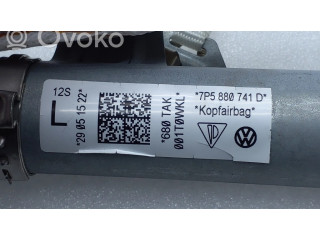 ©Ovoko
12S
L
*29 05 15 22*
*680 TAK
001T0WKL*
*7P5 880 741 D*
*Kopfairbag*